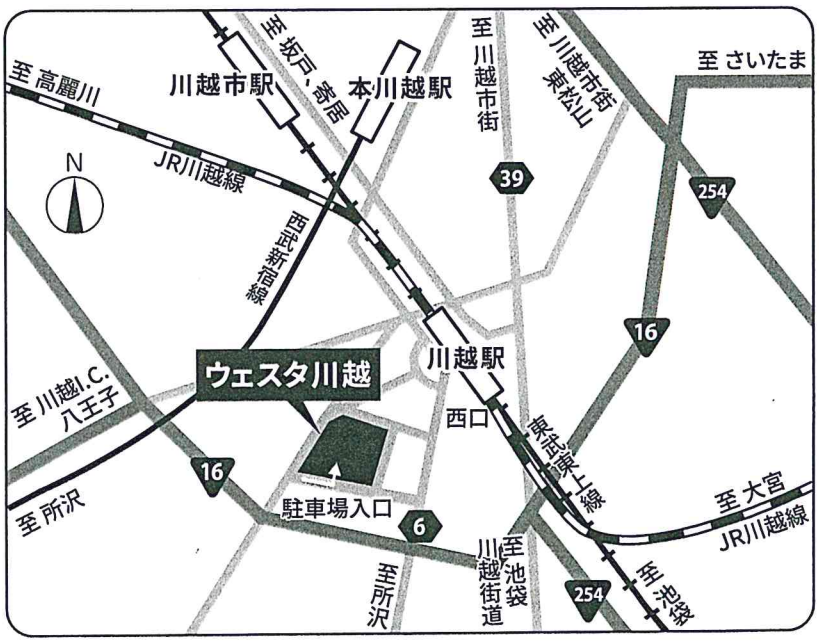 至 坂戸、寄居
至 川越市街
至 川越市街
東松山
至 さいたま
至 高麗川
川越市駅
本川越駅
JR川越線
N
39
254
西武新宿線
16
川越駅
ウェスタ川越
至 川越I.C.
八王子
西口
東武東上線
16
駐車場入口
至 所沢
6
至 大宮
JR川越線
至所沢
至池袋
川越街道
254
至 池袋